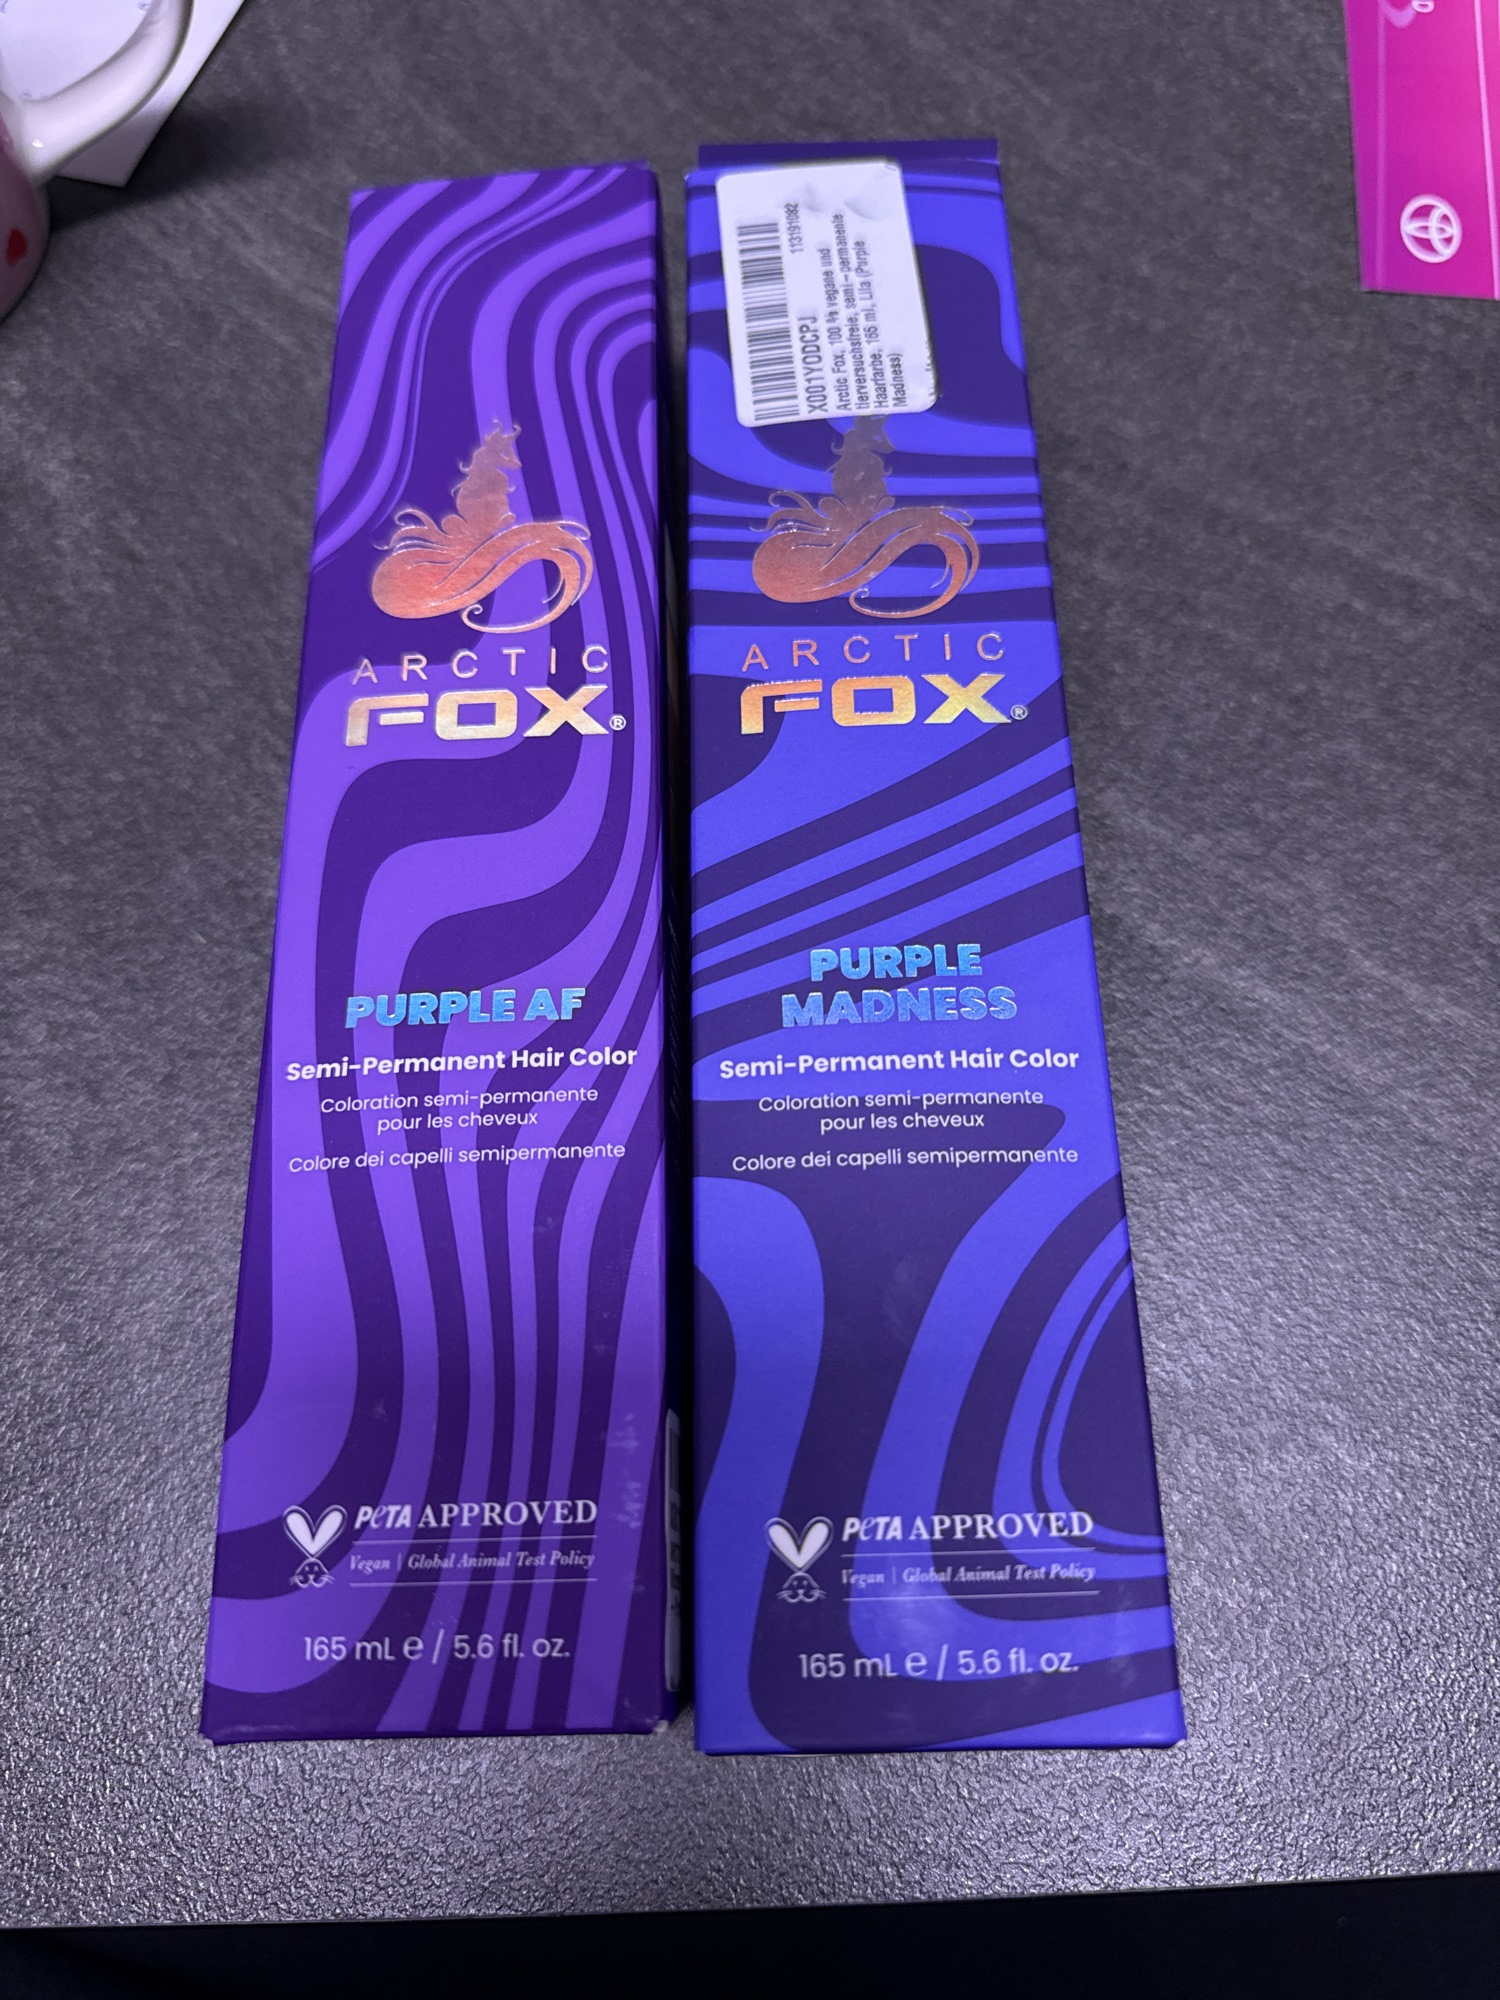 ARCTIC
FOX®
PURPLE AF
Semi-Permanent Hair Color
Coloration semi-permanente
pour les cheveux
Colore dei capelli semipermanente
PeTA APPROVED
Vegan | Global Animal Test Policy
165 mL e / 5.6 fl. oz.
113191082
X001YODCPJ
Arctic Fox, 100 % vegane und
tierversuchsfreie, semi-permanente
Haarfarbe, 165 ml, Lila (Purple
Madness)
ARCTIC
FOX®
PURPLE
MADNESS
Semi-Permanent Hair Color
Coloration semi-permanente
pour les cheveux
Colore dei capelli semipermanente
PeTA APPROVED
Vegan | Global Animal Test Policy
165 mL e / 5.6 fl. oz.